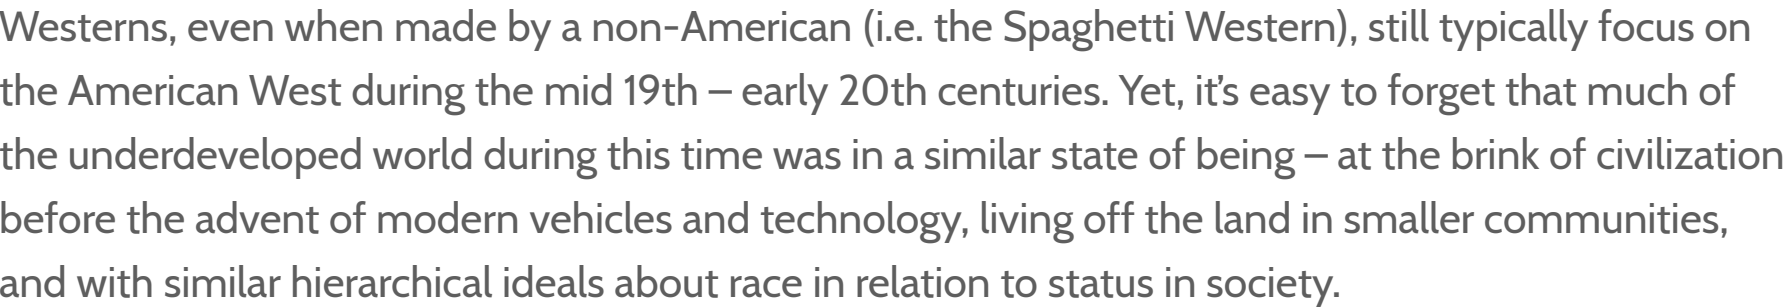 Westerns, even when made by a non-American (i.e. the Spaghetti Western), still typically focus on
the American West during the mid 19th – early 20th centuries. Yet, it’s easy to forget that much of
the underdeveloped world during this time was in a similar state of being – at the brink of civilization
before the advent of modern vehicles and technology, living off the land in smaller communities,
and with similar hierarchical ideals about race in relation to status in society.